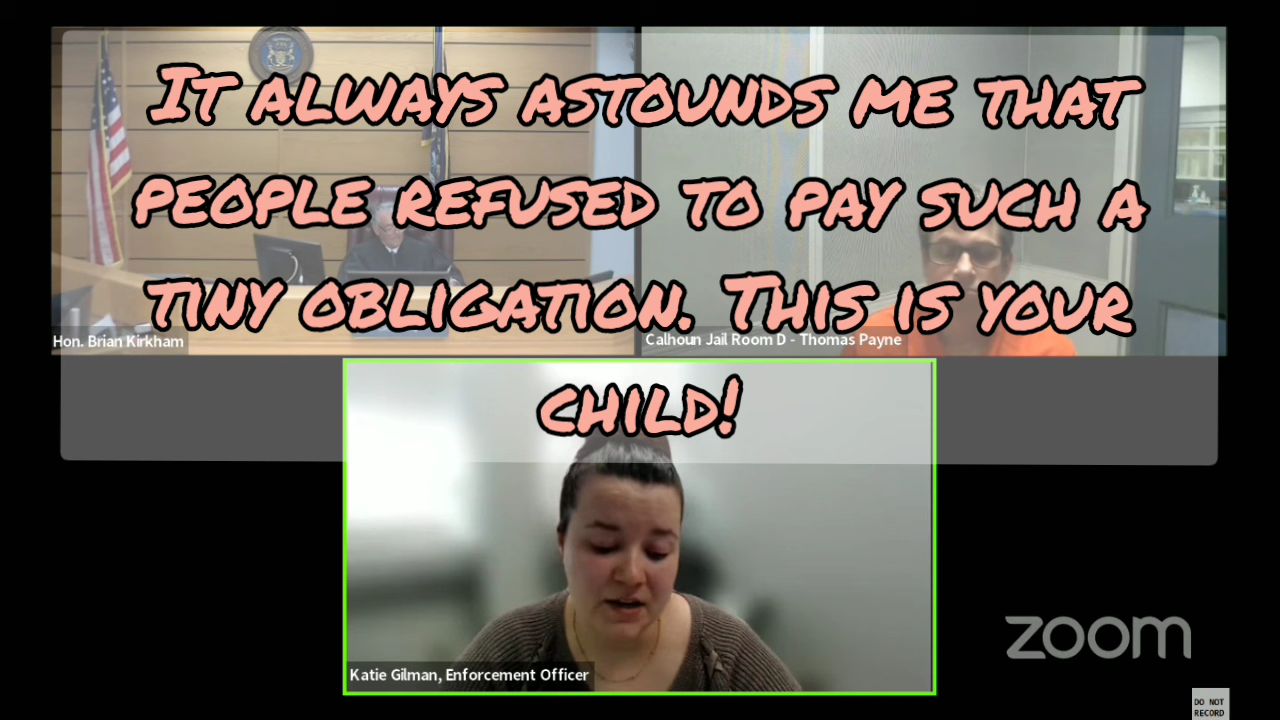 It always astounds me that
people refused to pay such a
tiny obligation. This is your
child!
Hon. Brian Kirkham
Calhoun Jail Room D - Thomas Payne
Katie Gilman, Enforcement Officer
zoom
DO NOT
RECORD